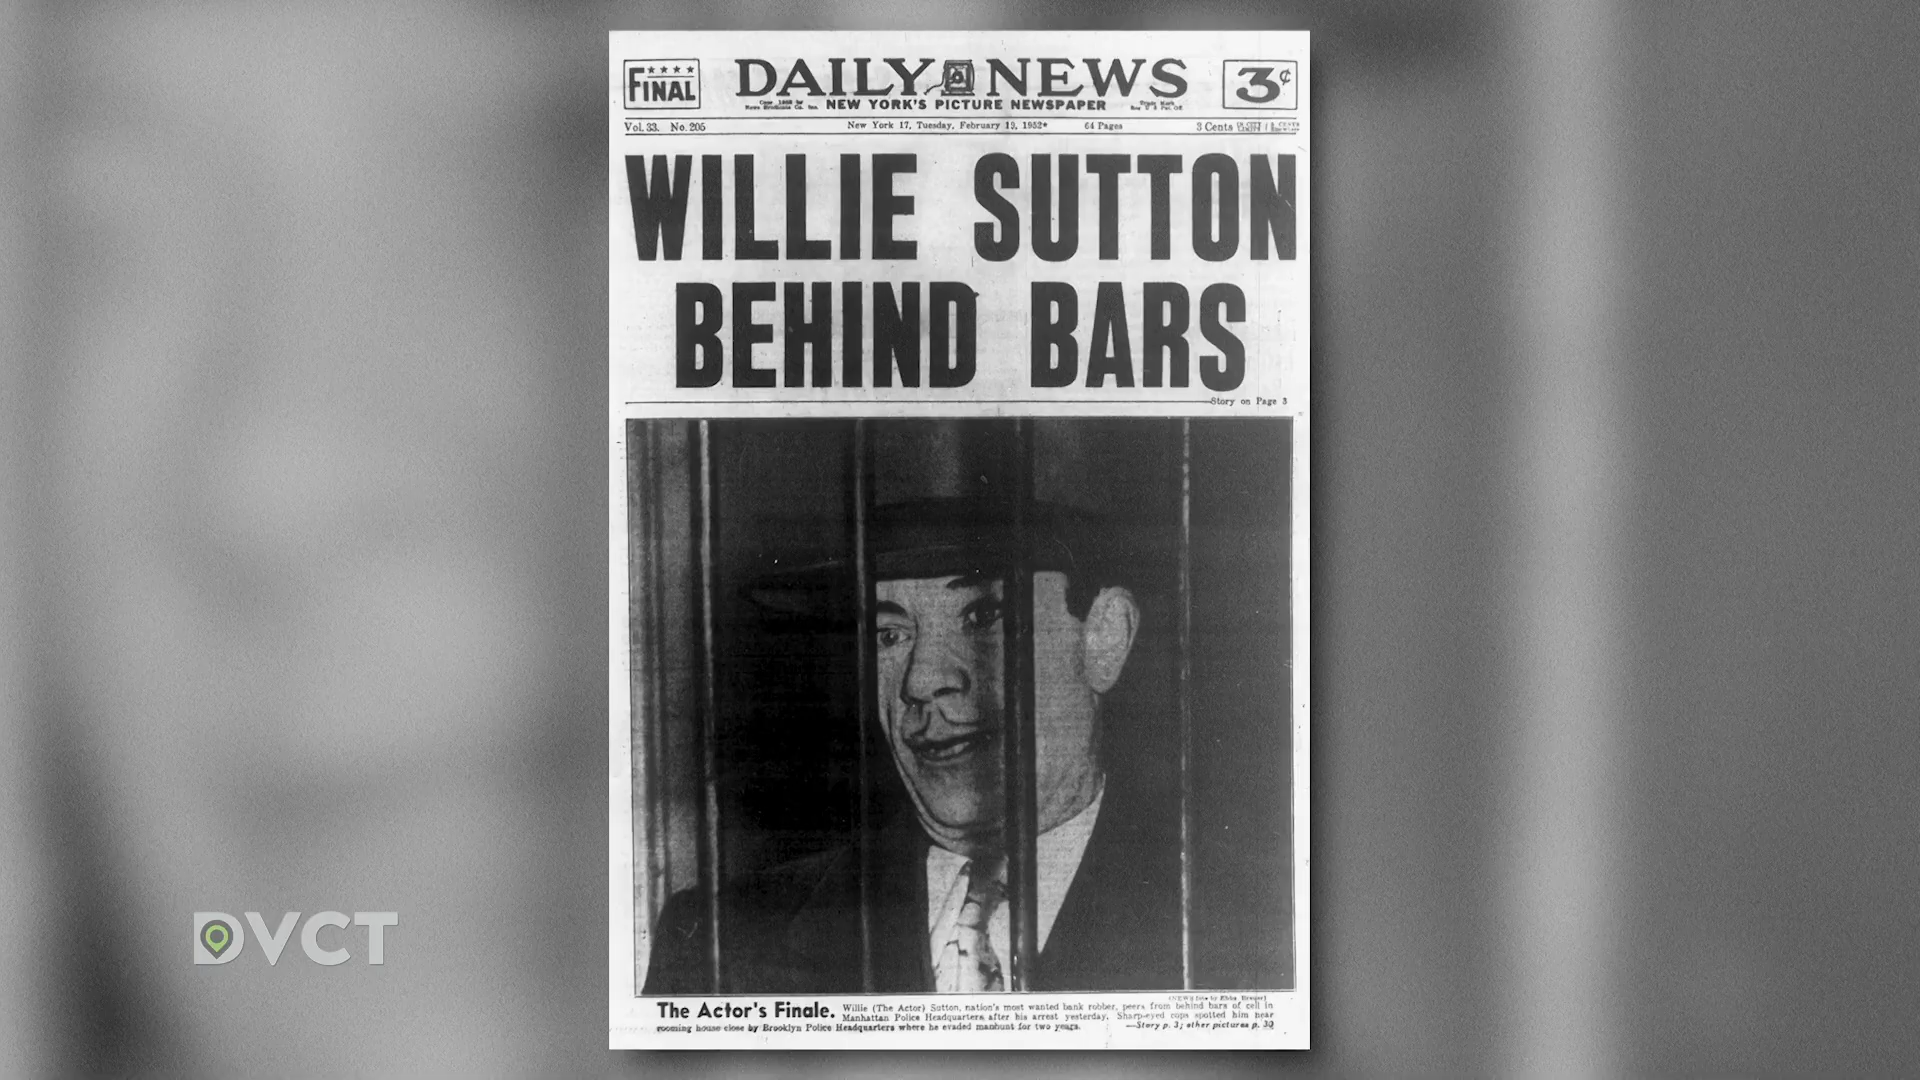 ★★★★
FINAL
DAILY NEWS
NEW YORK'S PICTURE NEWSPAPER
3¢
Vol. 33. No. 205
New York 17, Tuesday, February 19, 1952★
64 Pages
3 Cents
WILLIE SUTTON
BEHIND BARS
Story on Page 3
The Actor's Finale. Willie (The Actor) Sutton, nation's most wanted bank robber, peers from behind bars of cell in
Manhattan Police Headquarters after his arrest yesterday. Sharp-eyed cops spotted him near
rooming house close by Brooklyn Police Headquarters where he evaded manhunt for two years. —Story p. 3; other pictures p. 30
DVCT